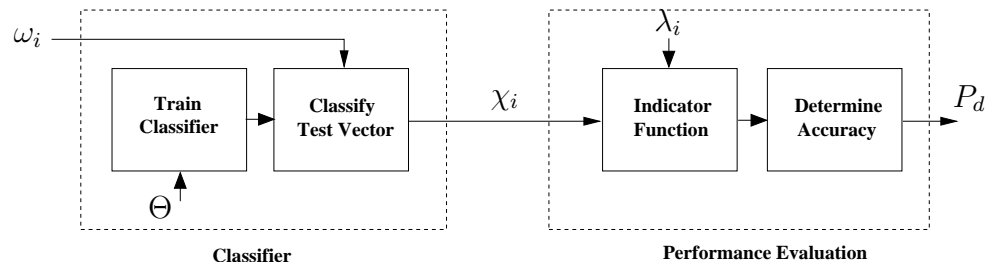 ω_i
λ_i
Train
Classifier
Classify
Test Vector
χ_i
Indicator
Function
Determine
Accuracy
P_d
Θ
Classifier
Performance Evaluation